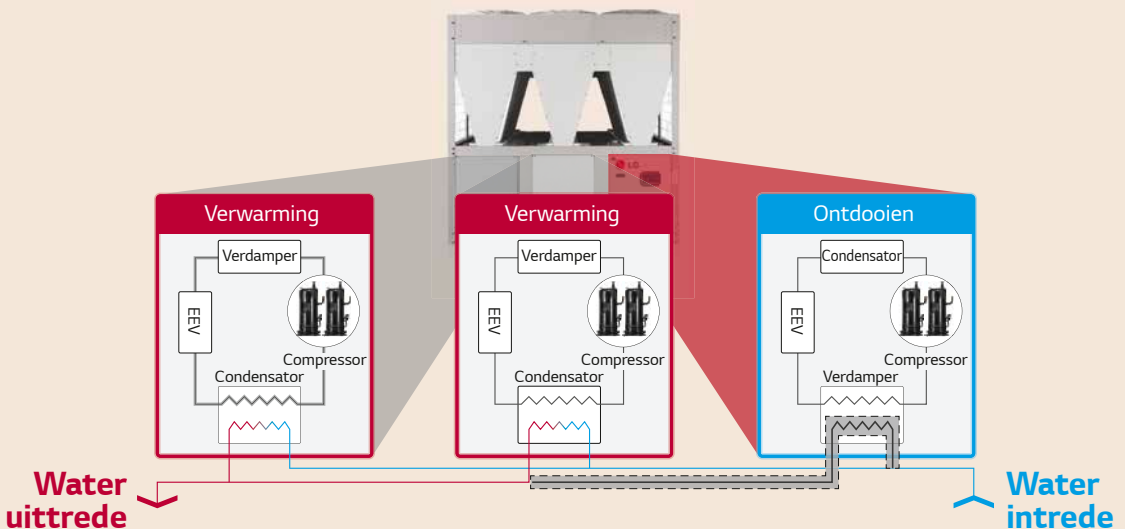 LG
Verwarming
Verdamper
EEV
Compressor
Condensator
Verwarming
Verdamper
EEV
Compressor
Condensator
Ontdooien
Condensator
EEV
Compressor
Verdamper
Water
uittrede
Water
intrede